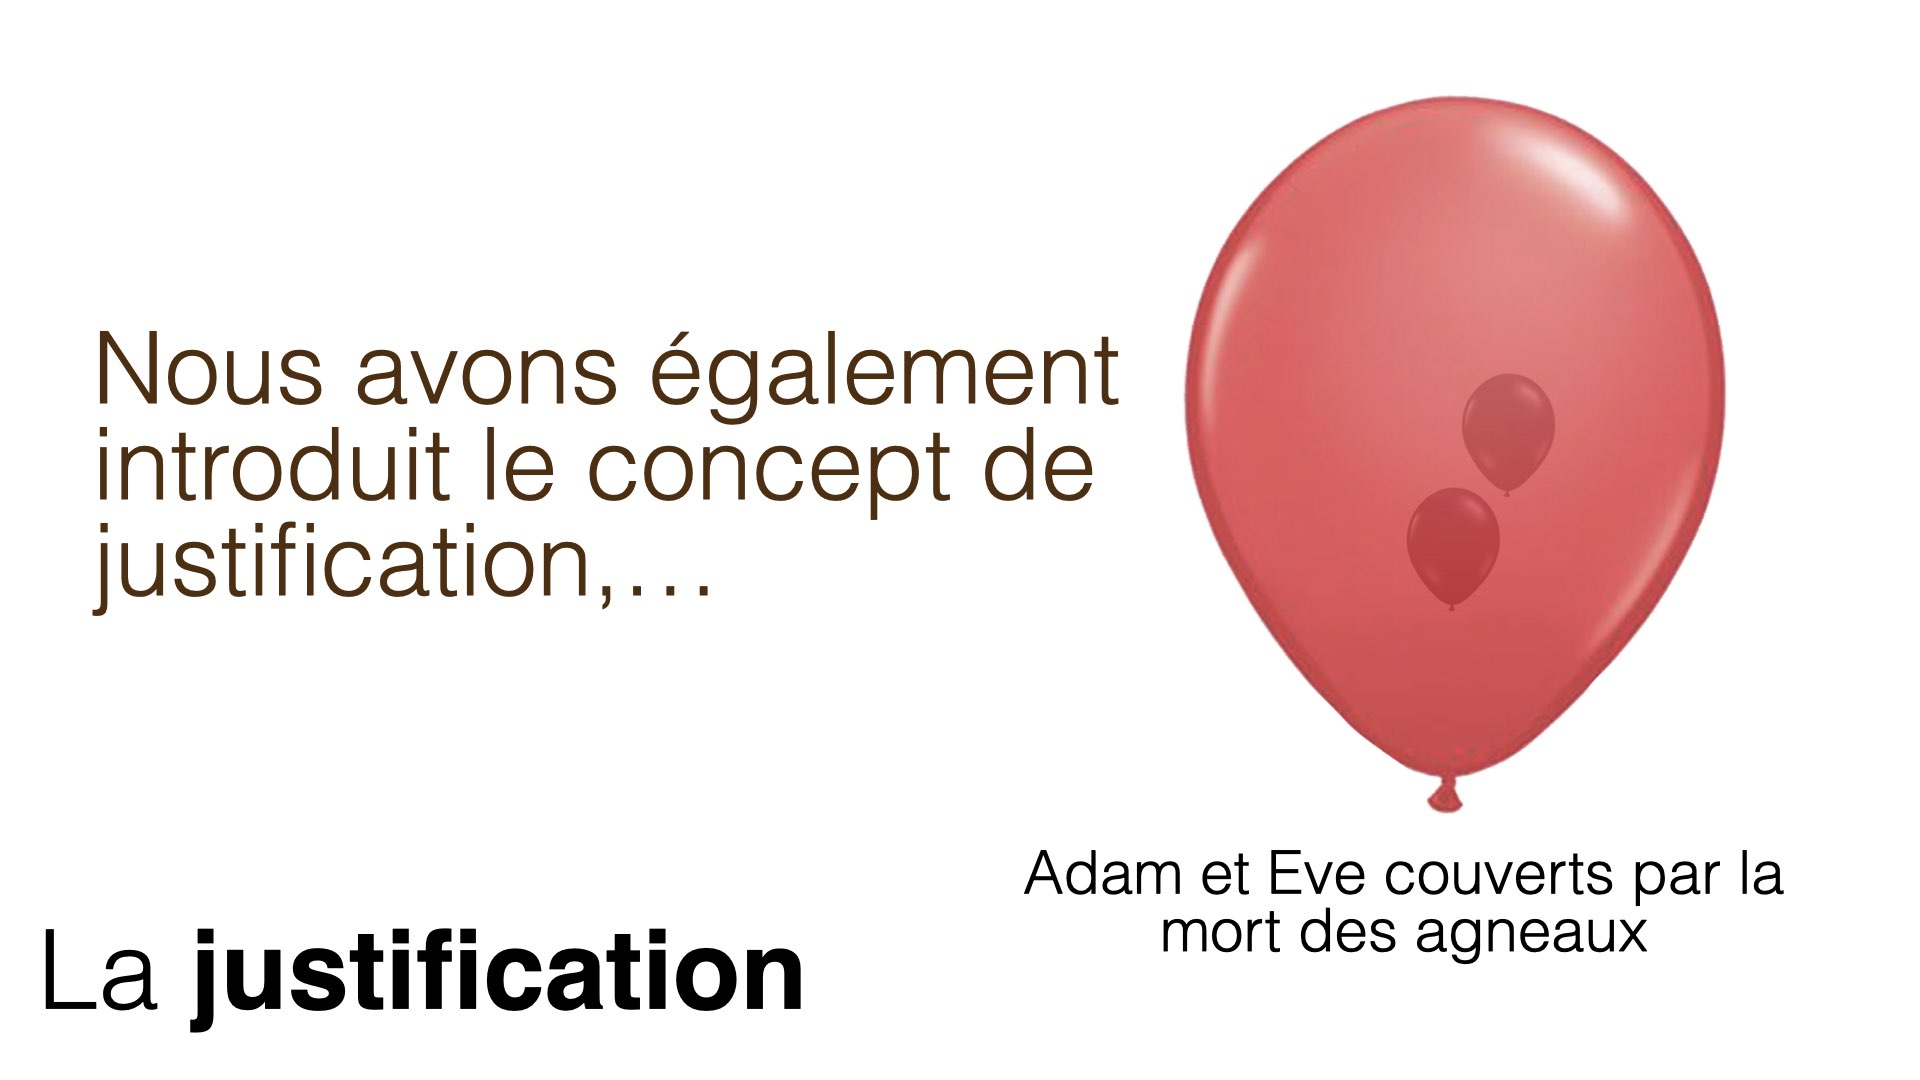 Nous avons également
introduit le concept de
justification,…
Adam et Eve couverts par la
mort des agneaux
La justification